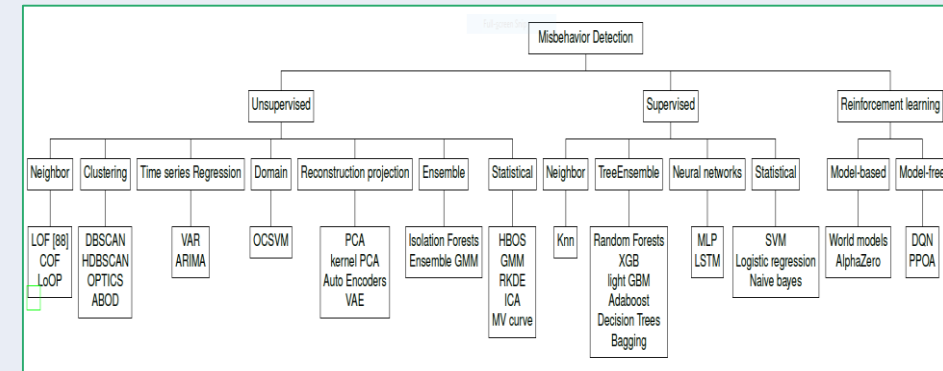 Misbehavior Detection
Unsupervised
Supervised
Reinforcement learning
Neighbor
Clustering
Time series Regression
Domain
Reconstruction projection
Ensemble
Statistical
Neighbor
TreeEnsemble
Neural networks
Statistical
Model-based
Model-free
LOF [88]
COF
LoOP
DBSCAN
HDBSCAN
OPTICS
ABOD
VAR
ARIMA
OCSVM
PCA
kernel PCA
Auto Encoders
VAE
Isolation Forests
Ensemble GMM
HBOS
GMM
RKDE
ICA
MV curve
Knn
Random Forests
XGB
light GBM
Adaboost
Decision Trees
Bagging
MLP
LSTM
SVM
Logistic regression
Naive bayes
World models
AlphaZero
DQN
PPOA